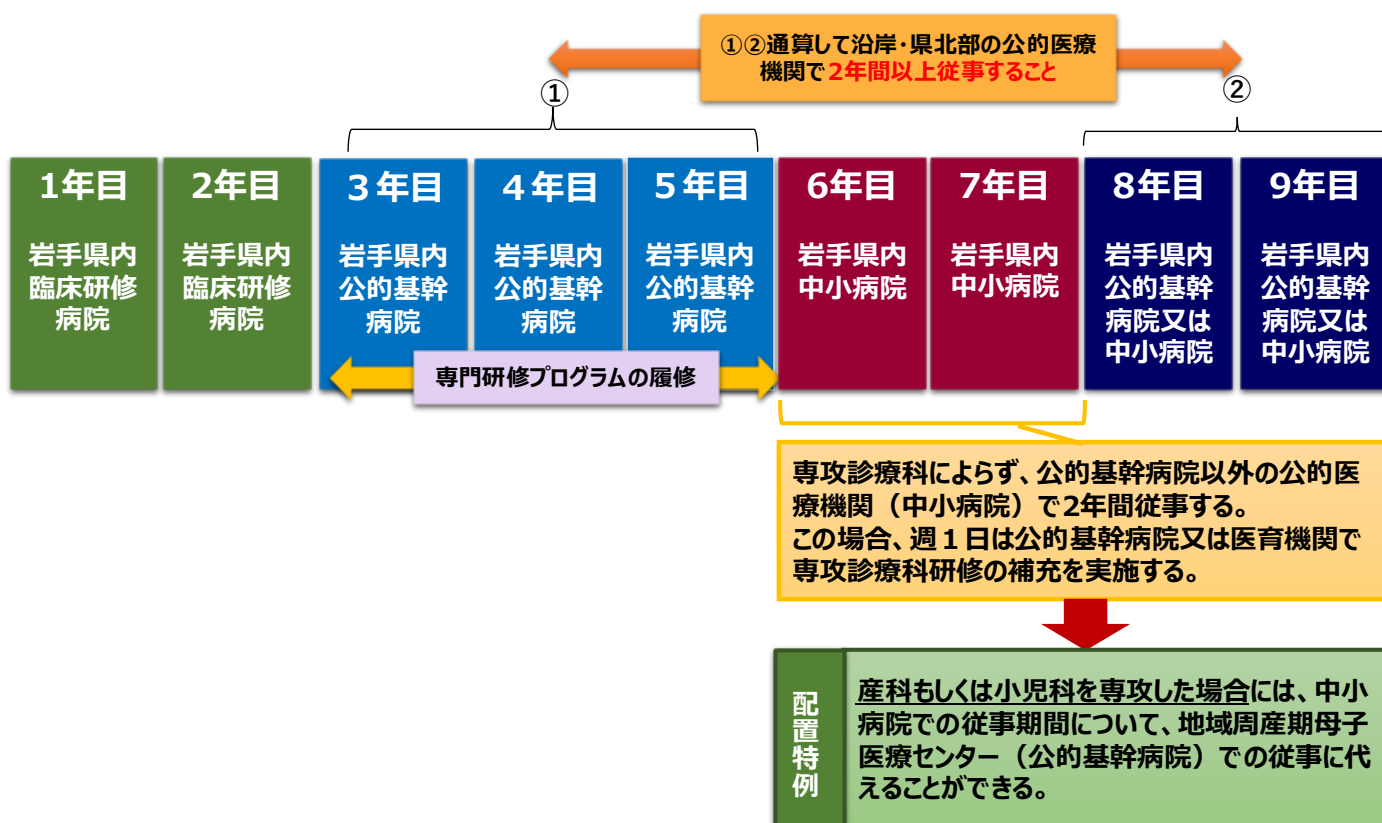 ①②通算して沿岸・県北部の公的医療
機関で2年間以上従事すること
①
②
1年目
岩手県内
臨床研修
病院
2年目
岩手県内
臨床研修
病院
３年目
岩手県内
公的基幹
病院
４年目
岩手県内
公的基幹
病院
５年目
岩手県内
公的基幹
病院
6年目
岩手県内
中小病院
7年目
岩手県内
中小病院
8年目
岩手県内
公的基幹
病院又は
中小病院
9年目
岩手県内
公的基幹
病院又は
中小病院
専門研修プログラムの履修
専攻診療科によらず、公的基幹病院以外の公的医
療機関（中小病院）で2年間従事する。
この場合、週１日は公的基幹病院又は医育機関で
専攻診療科研修の補充を実施する。
配置特例
産科もしくは小児科を専攻した場合には、中小
病院での従事期間について、地域周産期母子
医療センター（公的基幹病院）での従事に代
えることができる。